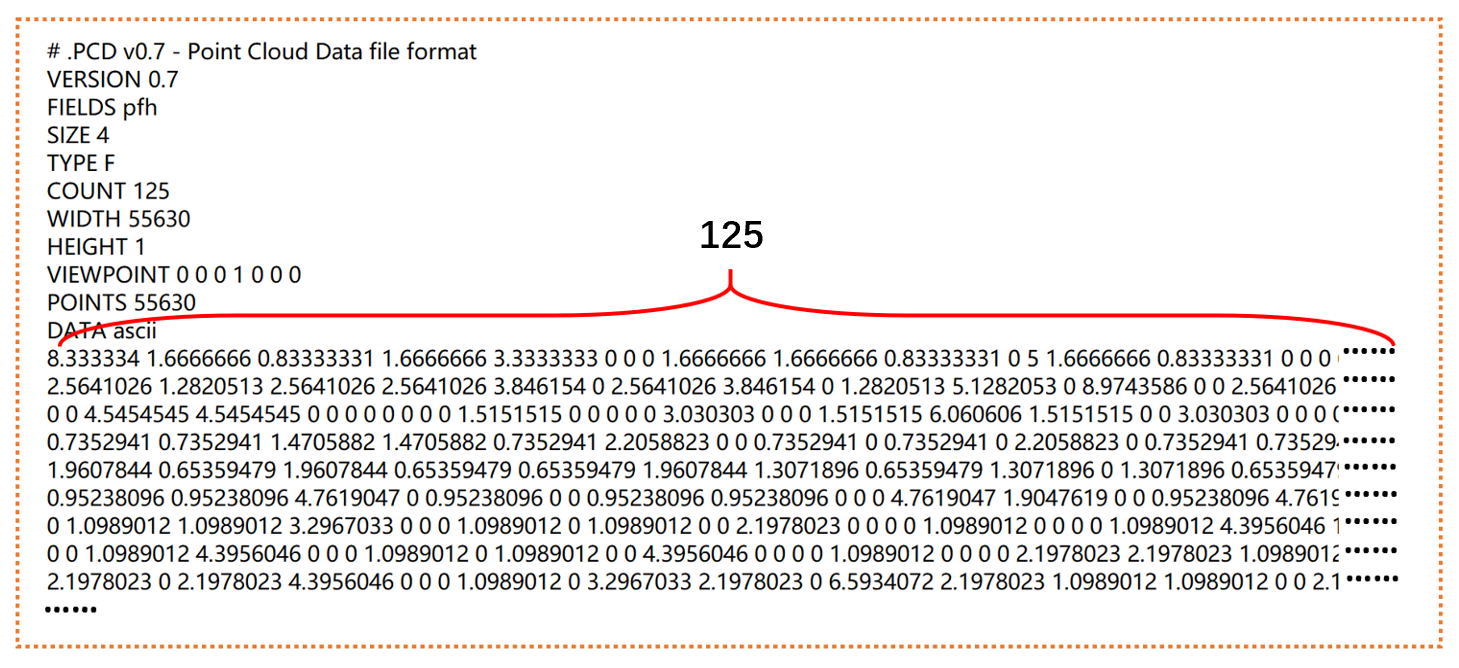 # .PCD v0.7 - Point Cloud Data file format
VERSION 0.7
FIELDS pfh
SIZE 4
TYPE F
COUNT 125
WIDTH 55630
HEIGHT 1
VIEWPOINT 0 0 0 1 0 0 0
POINTS 55630
125
DATA ascii
8.333334 1.6666666 0.83333331 1.6666666 3.3333333 0 0 0 1.6666666 1.6666666 0.83333331 0 5 1.6666666 0.83333331 0 0 0 ······
2.5641026 1.2820513 2.5641026 2.5641026 3.846154 0 2.5641026 3.846154 0 1.2820513 5.1282053 0 8.9743586 0 0 2.5641026 ······
0 0 4.5454545 4.5454545 0 0 0 0 0 0 0 0 1.5151515 0 0 0 0 0 3.030303 0 0 0 1.5151515 6.060606 1.5151515 0 0 3.030303 0 0 0 ······
0.7352941 0.7352941 1.4705882 1.4705882 0.7352941 2.2058823 0 0 0.7352941 0 0.7352941 0 2.2058823 0 0.7352941 0.73529 ······
1.9607844 0.65359479 1.9607844 0.65359479 0.65359479 1.9607844 1.3071896 0.65359479 1.3071896 0 1.3071896 0.6535947 ······
0.95238096 0.95238096 4.7619047 0 0.95238096 0 0 0.95238096 0.95238096 0 0 0 4.7619047 1.9047619 0 0 0.95238096 4.7619 ······
0 1.0989012 1.0989012 3.2967033 0 0 0 1.0989012 0 1.0989012 0 0 2.1978023 0 0 0 0 1.0989012 0 0 0 0 1.0989012 4.3956046 1 ······
0 0 1.0989012 4.3956046 0 0 0 1.0989012 0 1.0989012 0 0 4.3956046 0 0 0 0 1.0989012 0 0 0 0 2.1978023 2.1978023 1.0989012 ······
2.1978023 0 2.1978023 4.3956046 0 0 0 1.0989012 0 3.2967033 2.1978023 0 6.5934072 2.1978023 1.0989012 1.0989012 0 0 2.1 ······
······